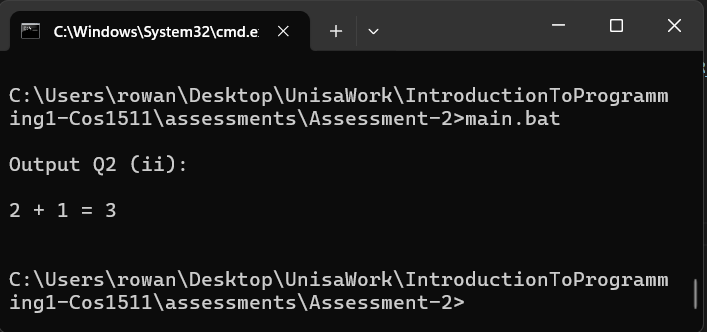 C:\Windows\System32\cmd.e
C:\Users\rowan\Desktop\UnisaWork\IntroductionToProgramm
ing1-Cos1511\assessments\Assessment-2>main.bat
Output Q2 (ii):
2 + 1 = 3
C:\Users\rowan\Desktop\UnisaWork\IntroductionToProgramm
ing1-Cos1511\assessments\Assessment-2>